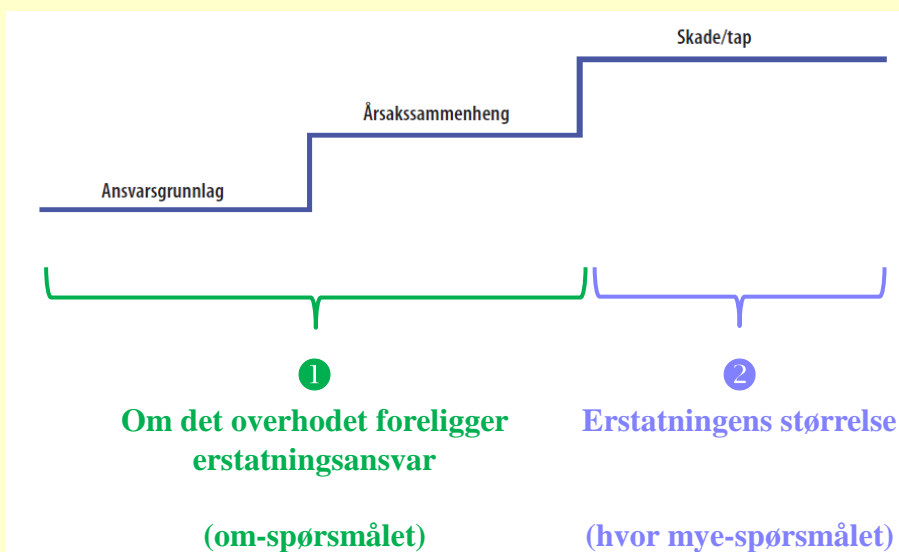 Skade/tap
Årsakssammenheng
Ansvarsgrunnlag
1
Om det overhodet foreligger
erstatningsansvar
(om-spørsmålet)
2
Erstatningens størrelse
(hvor mye-spørsmålet)